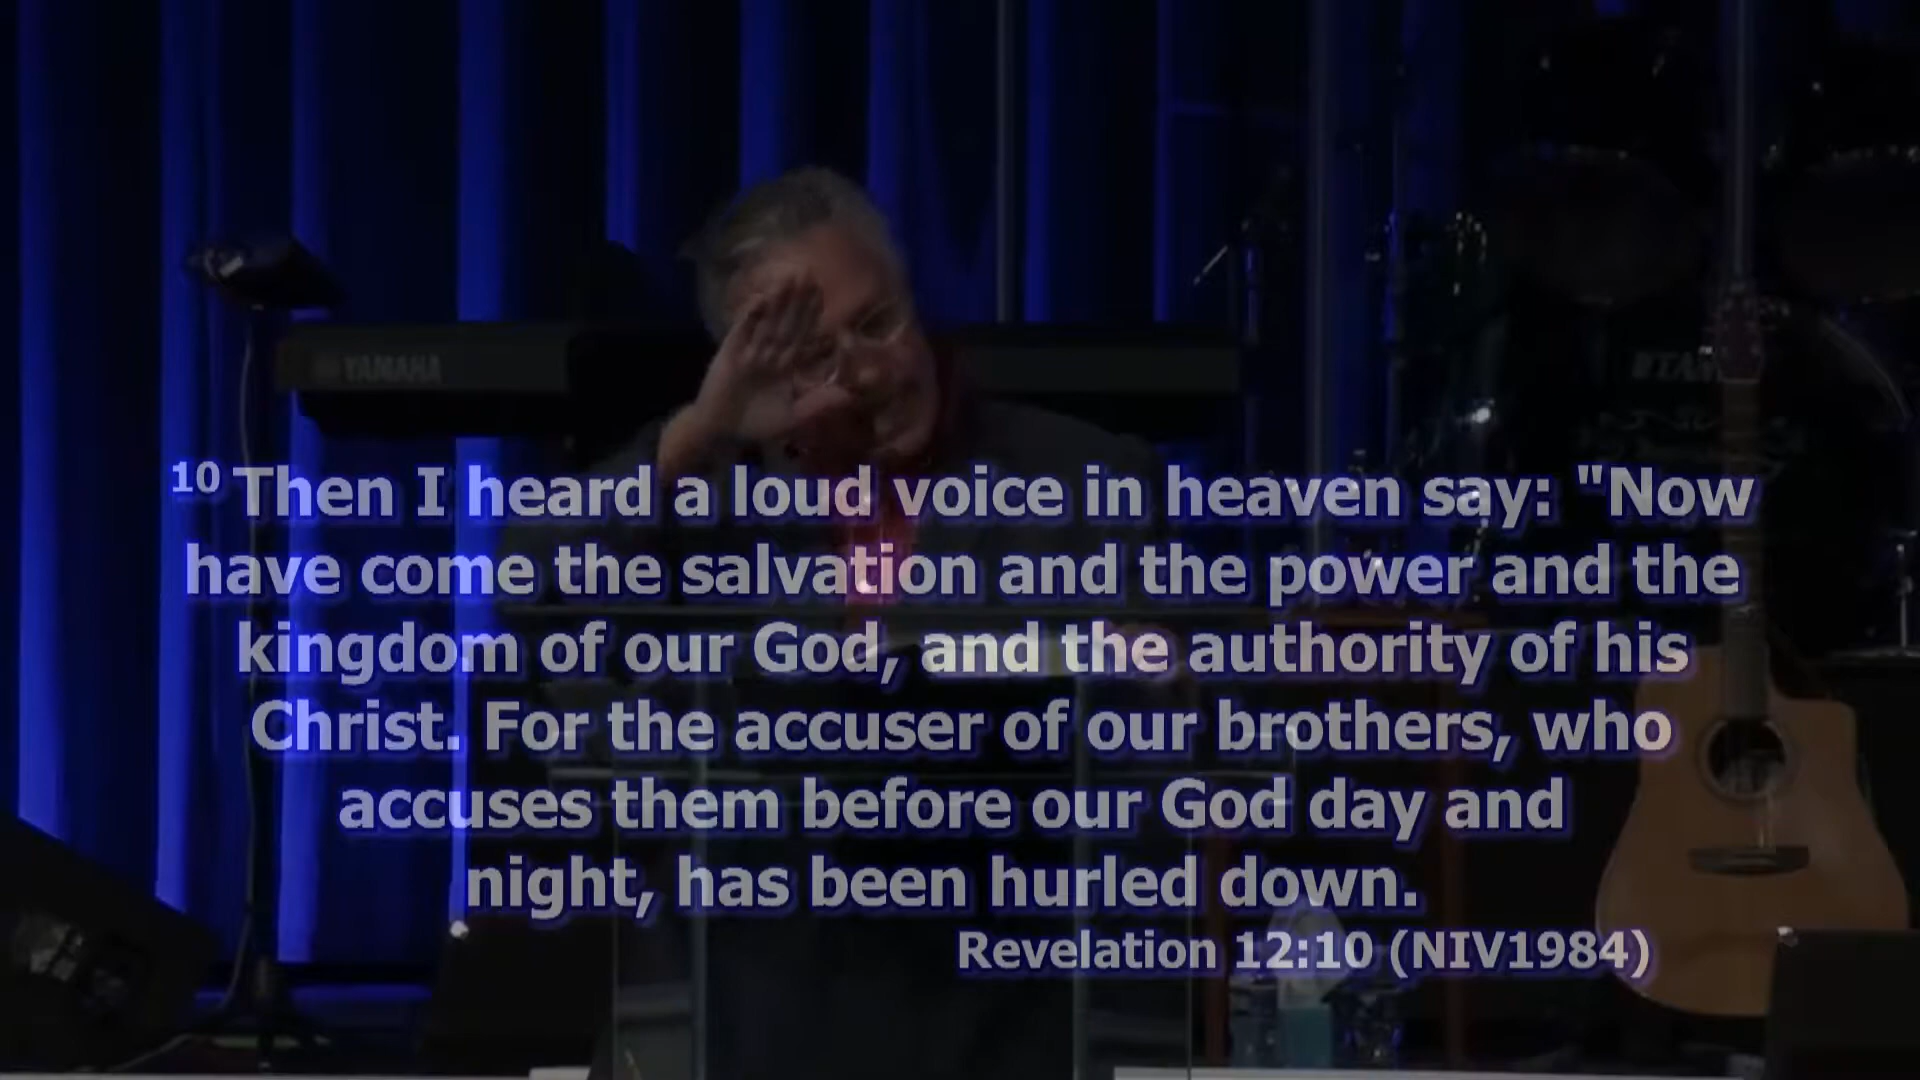 YAMAHA
TAMA
10 Then I heard a loud voice in heaven say: "Now
have come the salvation and the power and the
kingdom of our God, and the authority of his
Christ. For the accuser of our brothers, who
accuses them before our God day and
night, has been hurled down.
Revelation 12:10 (NIV1984)